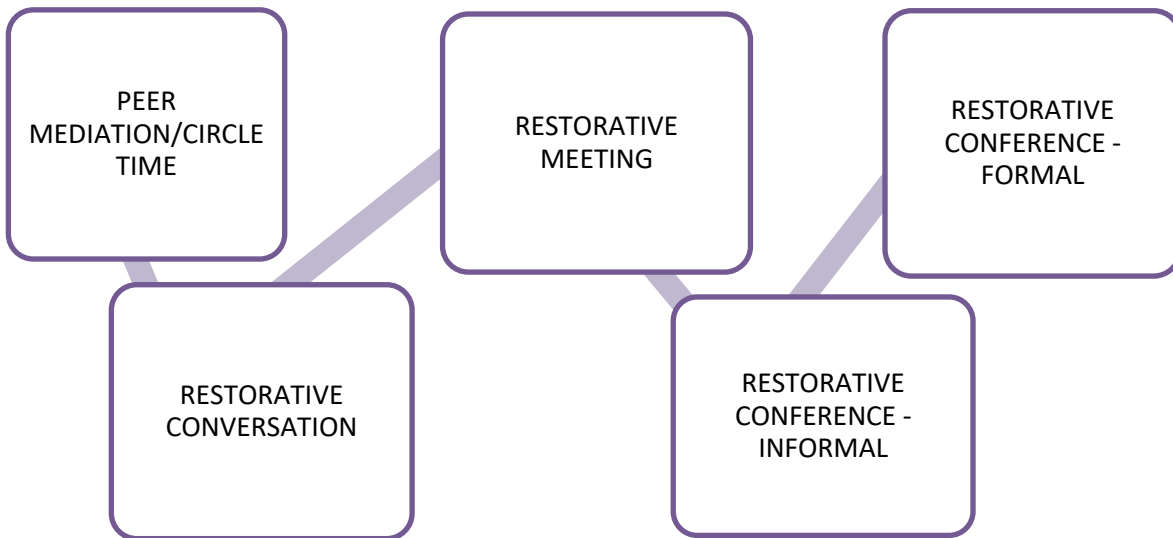 PEER
MEDIATION/CIRCLE
TIME
RESTORATIVE
CONVERSATION
RESTORATIVE
MEETING
RESTORATIVE
CONFERENCE -
INFORMAL
RESTORATIVE
CONFERENCE -
FORMAL